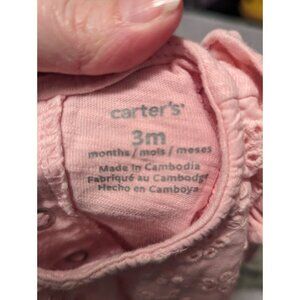 carter's
3m
months / mois / meses
Made in Cambodia
Fabriqué au Cambodge
Hecho en Camboya